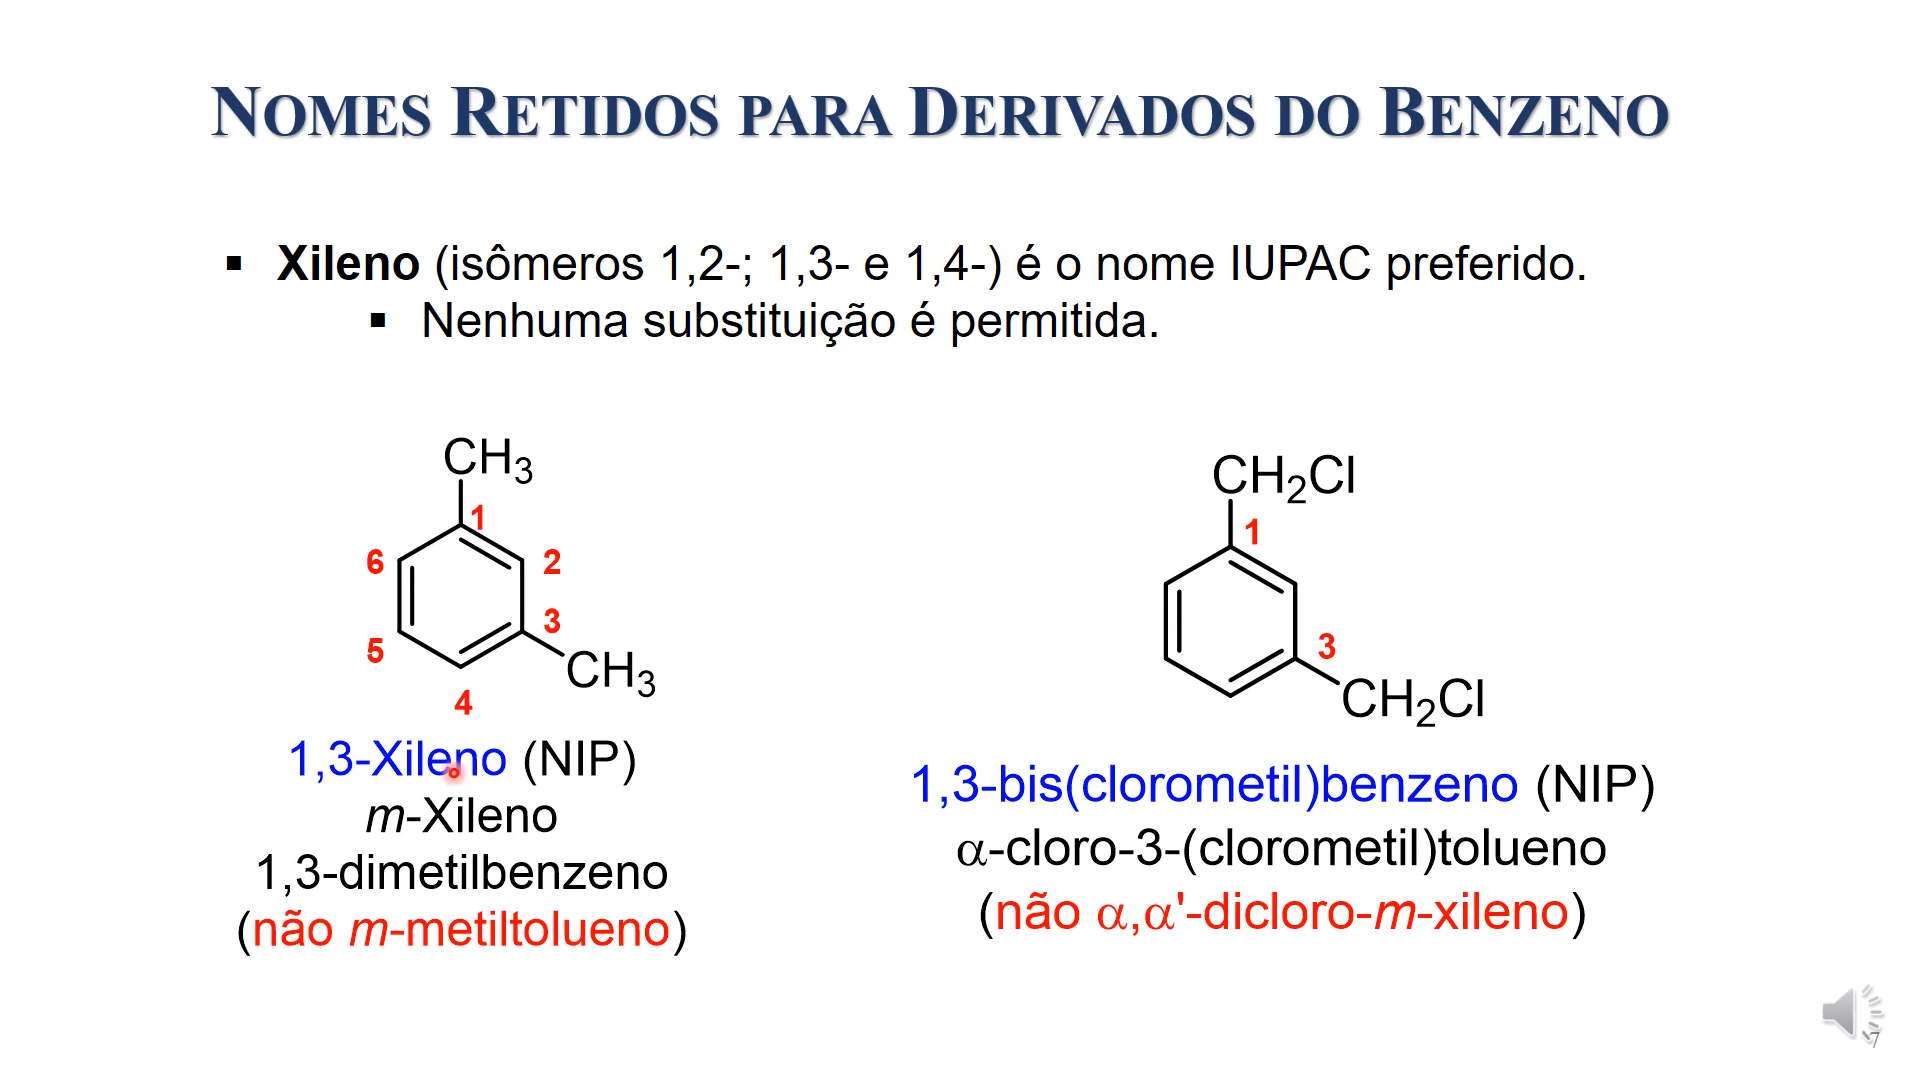 NOMES RETIDOS PARA DERIVADOS DO BENZENO
▪ Xileno (isômeros 1,2-; 1,3- e 1,4-) é o nome IUPAC preferido.
▪ Nenhuma substituição é permitida.
CH₃
1
6
2
3
5
CH₃
4
1,3-Xileno (NIP)
m-Xileno
1,3-dimetilbenzeno
(não m-metiltolueno)
CH₂Cl
1
3
CH₂Cl
1,3-bis(clorometil)benzeno (NIP)
α-cloro-3-(clorometil)tolueno
(não α,α'-dicloro-m-xileno)
7